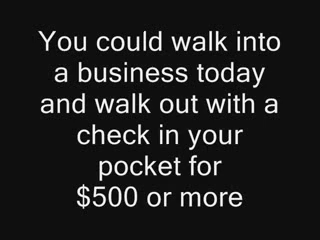 You could walk into
a business today
and walk out with a
check in your
pocket for
$500 or more